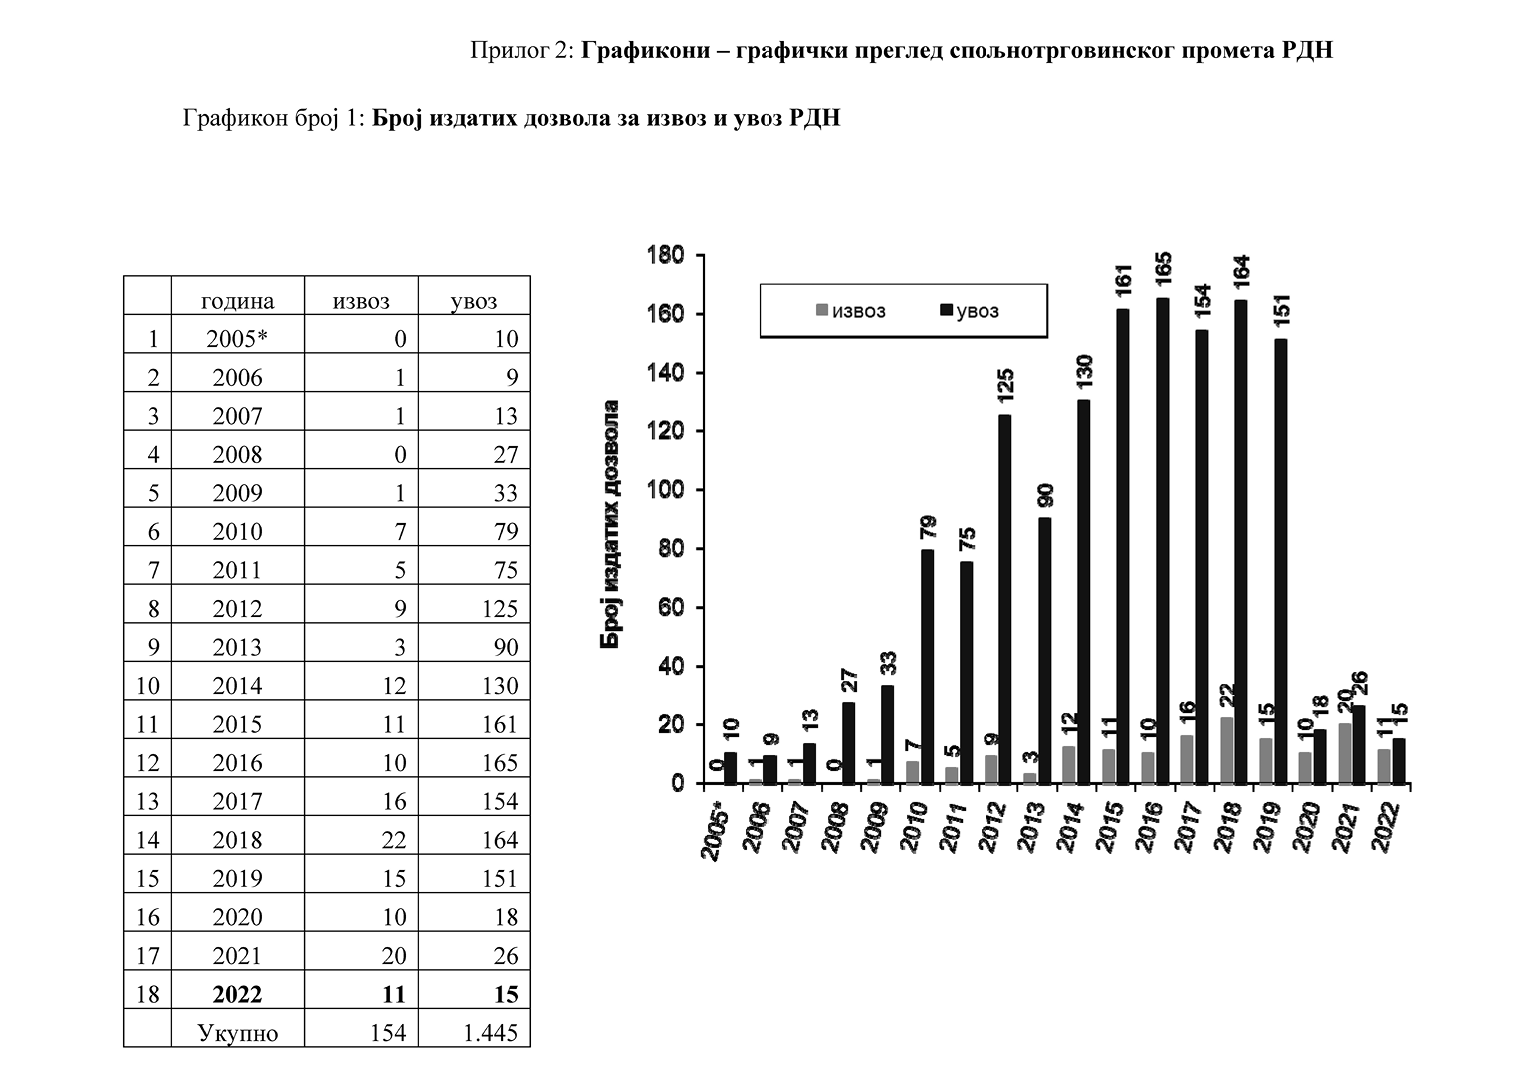 Прилог 2: Графикони – графички преглед спољнотрговинског промета РДН
Графикон број 1: Број издатих дозвола за извоз и увоз РДН
година извоз увоз
1 2005* 0 10
2 2006 1 9
3 2007 1 13
4 2008 0 27
5 2009 1 33
6 2010 7 79
7 2011 5 75
8 2012 9 125
9 2013 3 90
10 2014 12 130
11 2015 11 161
12 2016 10 165
13 2017 16 154
14 2018 22 164
15 2019 15 151
16 2020 10 18
17 2021 20 26
18 2022 11 15
Укупно 154 1.445
Број издатих дозвола
180
160
140
120
100
80
60
40
20
0
извоз увоз
0 10 1 9 1 13 0 27 1 33 7 79 5 75 9 125 3 90 12 130 11 161 10 165 16 154 22 164 15 151 10 18 20 26 11 15
2005* 2006 2007 2008 2009 2010 2011 2012 2013 2014 2015 2016 2017 2018 2019 2020 2021 2022